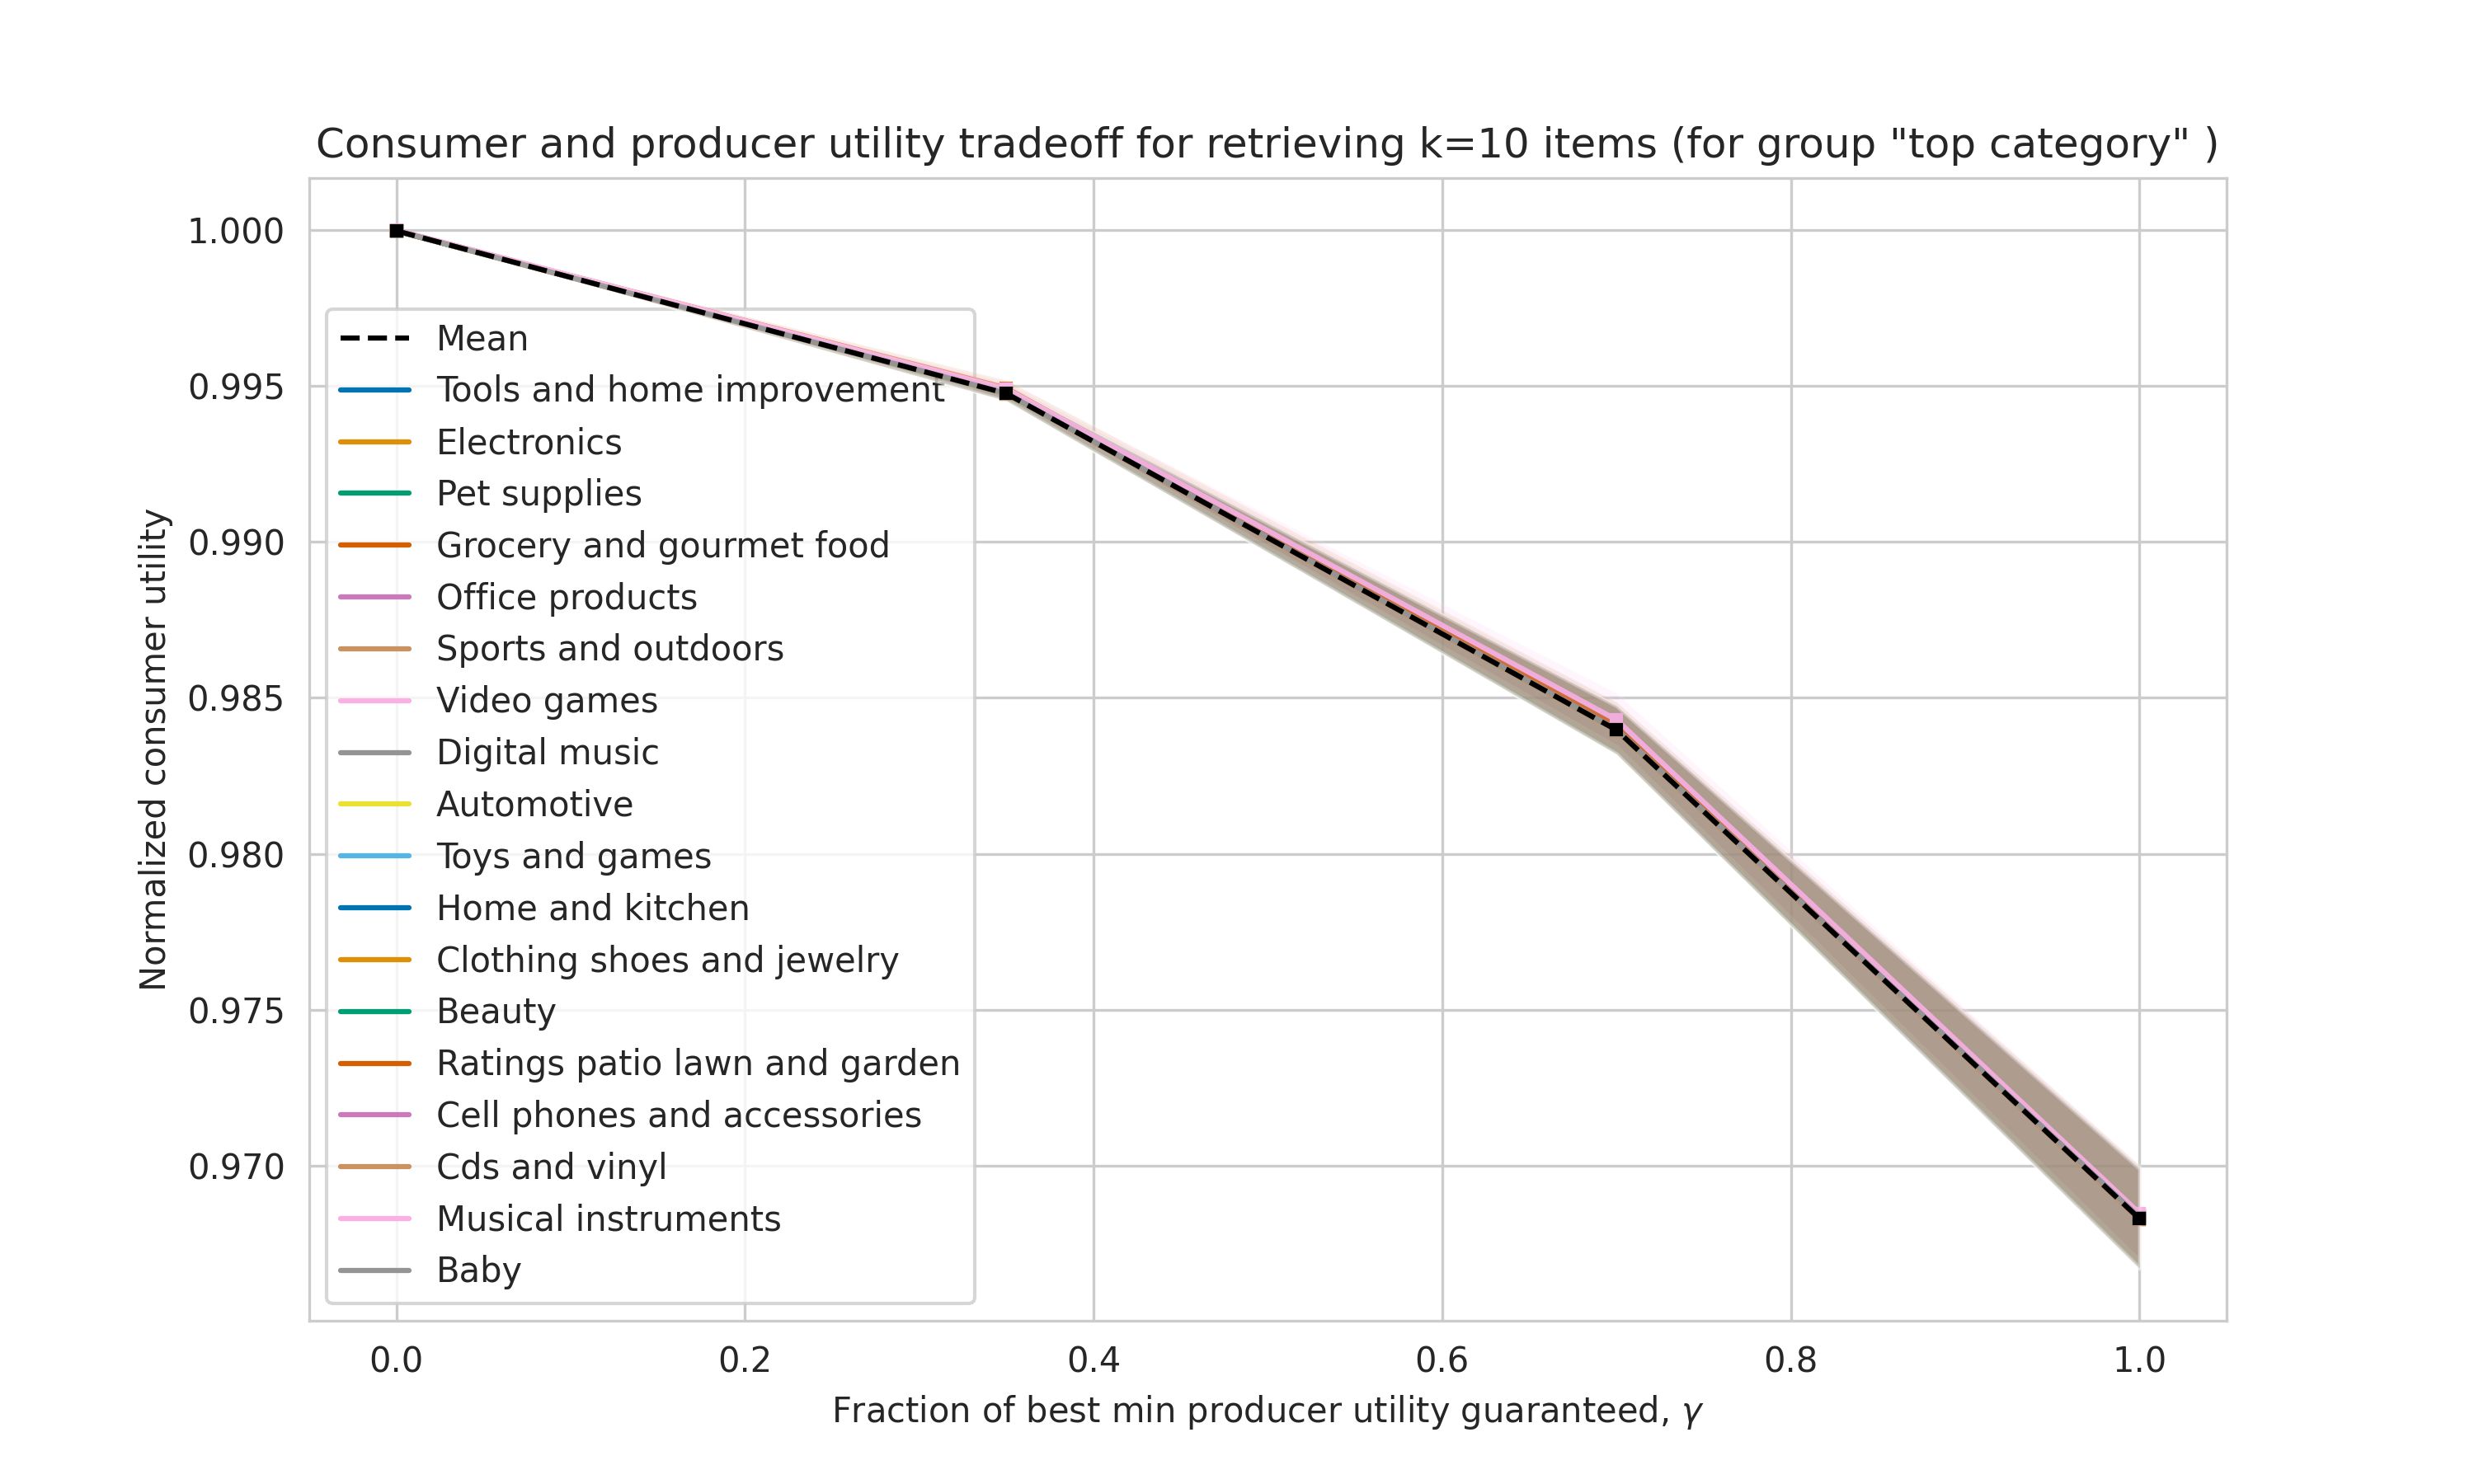 Consumer and producer utility tradeoff for retrieving k=10 items (for group "top category" )
1.000
0.995
0.990
0.985
0.980
0.975
0.970
Normalized consumer utility
Mean
Tools and home improvement
Electronics
Pet supplies
Grocery and gourmet food
Office products
Sports and outdoors
Video games
Digital music
Automotive
Toys and games
Home and kitchen
Clothing shoes and jewelry
Beauty
Ratings patio lawn and garden
Cell phones and accessories
Cds and vinyl
Musical instruments
Baby
0.0 0.2 0.4 0.6 0.8 1.0
Fraction of best min producer utility guaranteed, γ